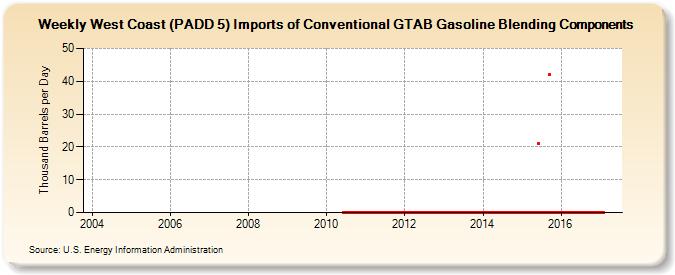 Weekly West Coast (PADD 5) Imports of Conventional GTAB Gasoline Blending Components
Thousand Barrels per Day
50
40
30
20
10
0
2004 2006 2008 2010 2012 2014 2016
Source: U.S. Energy Information Administration